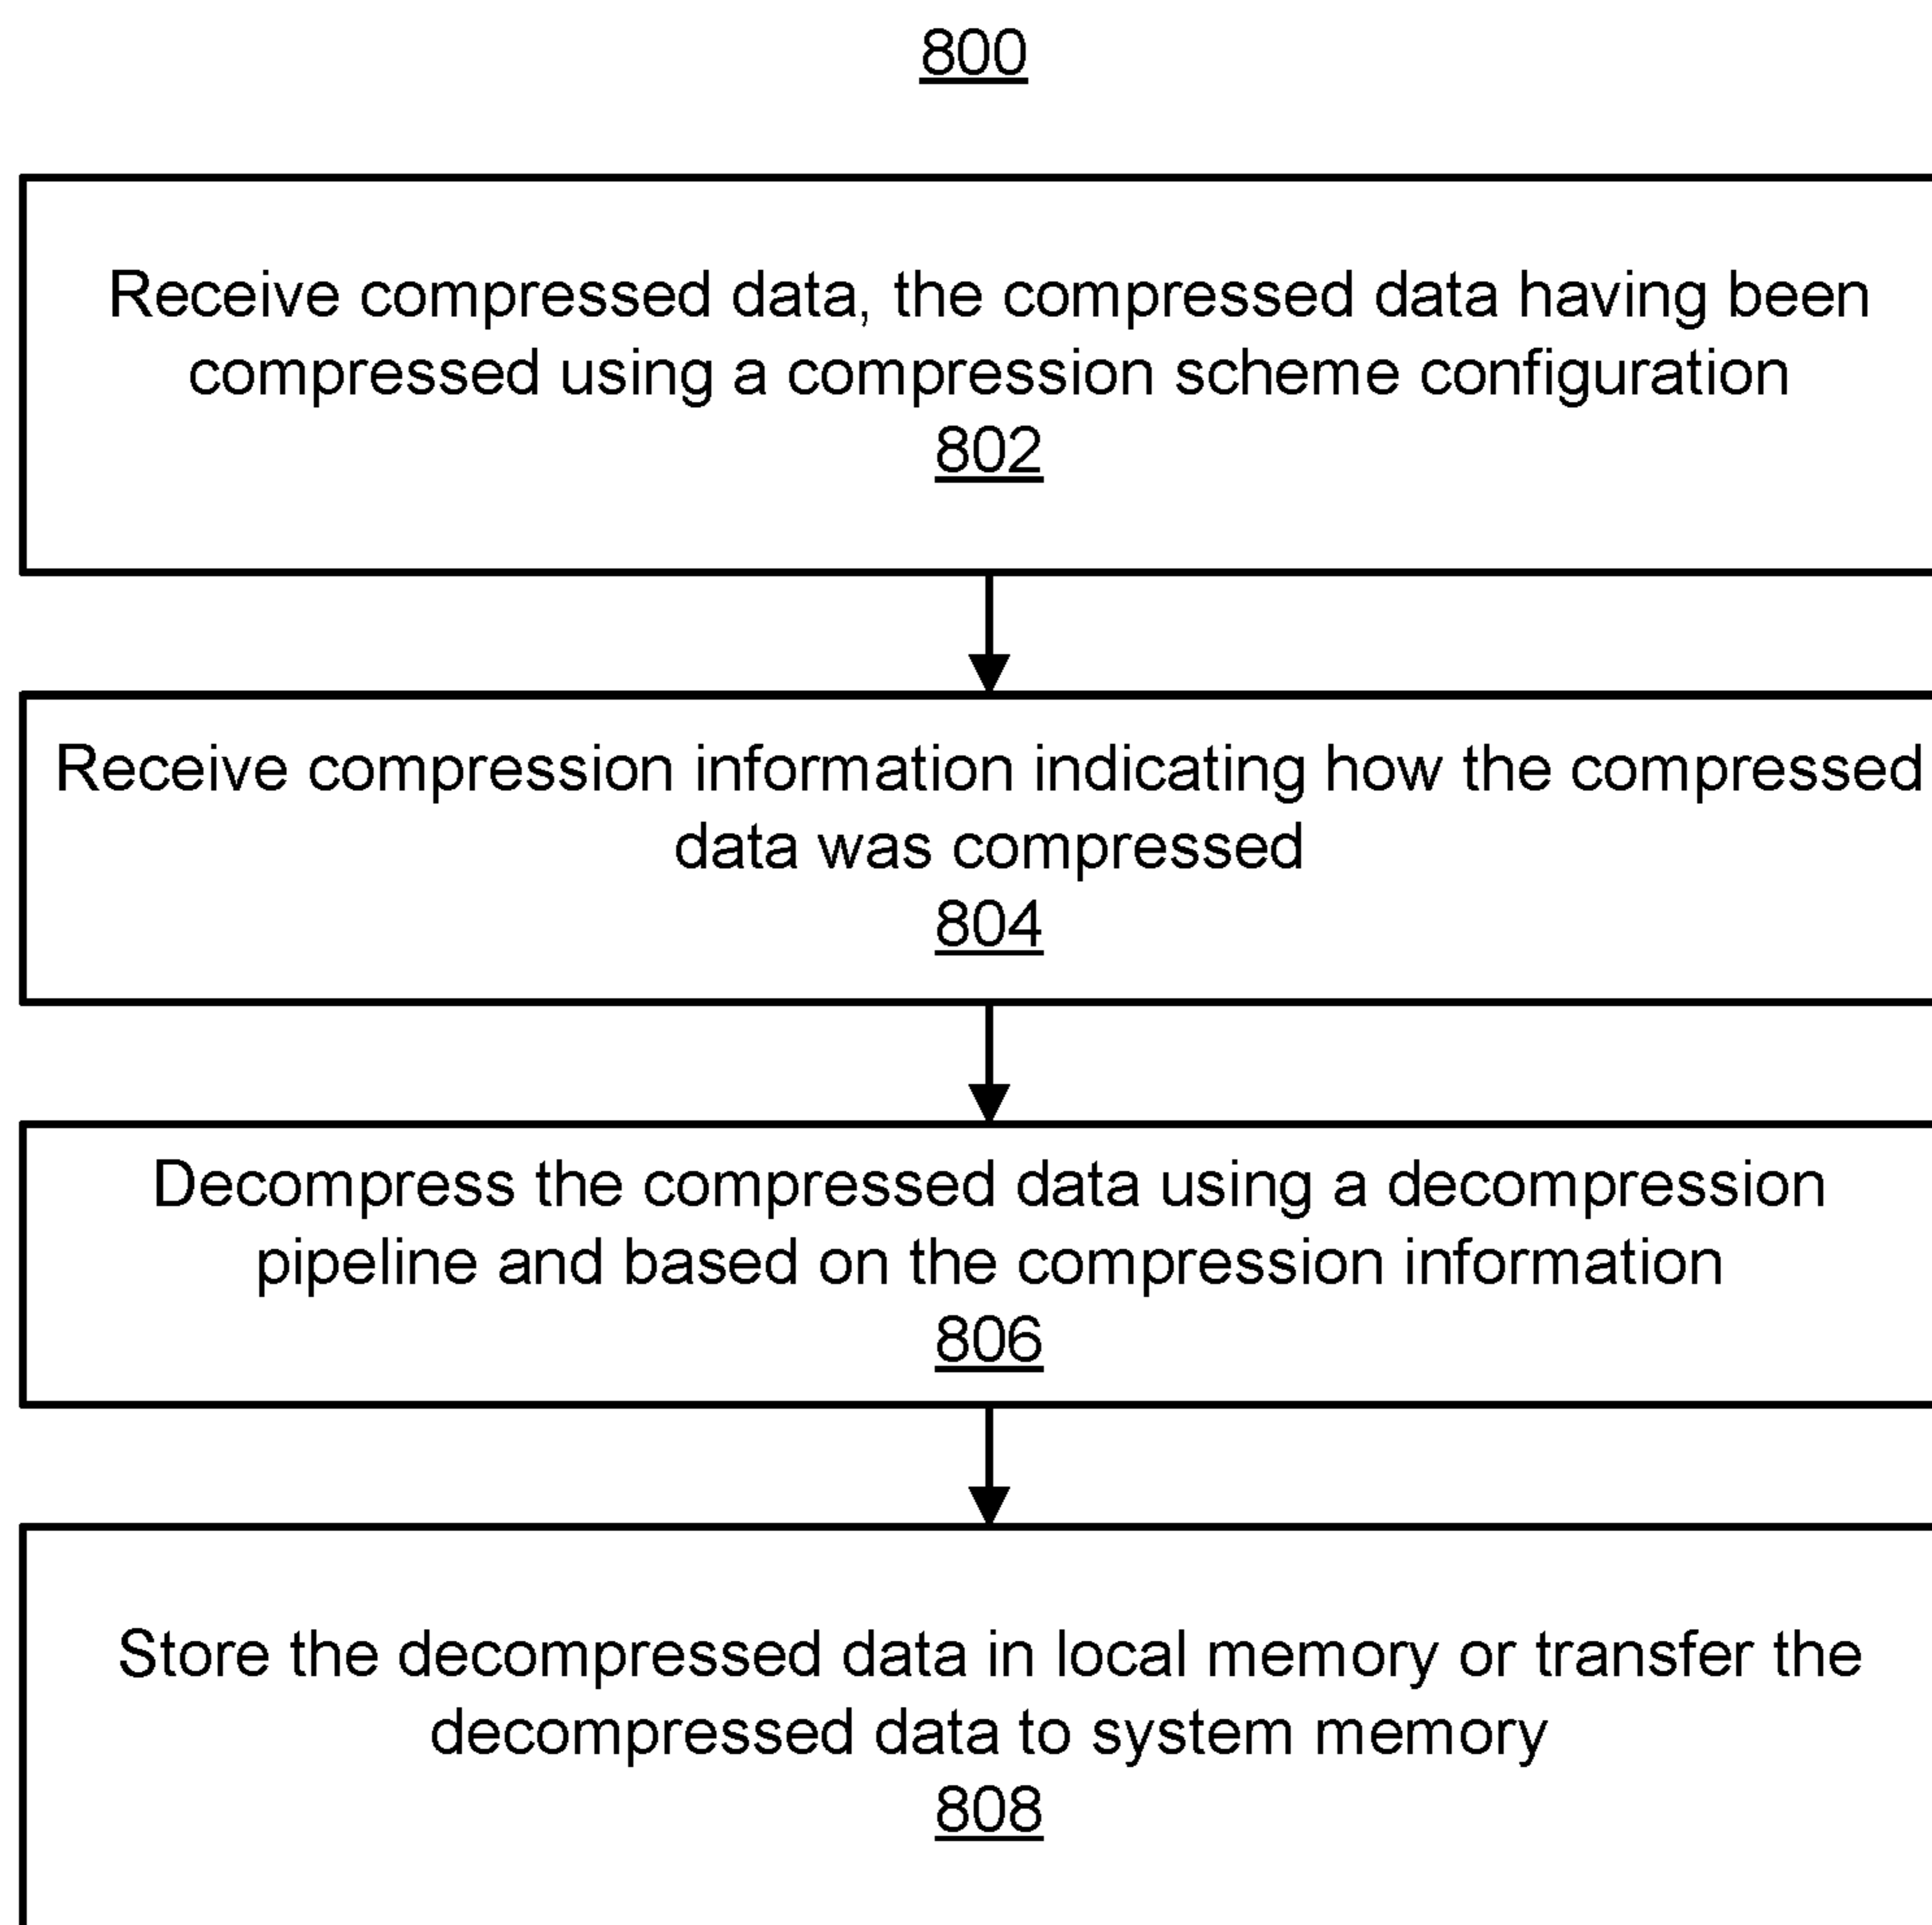 800
Receive compressed data, the compressed data having been
compressed using a compression scheme configuration
802
Receive compression information indicating how the compressed
data was compressed
804
Decompress the compressed data using a decompression
pipeline and based on the compression information
806
Store the decompressed data in local memory or transfer the
decompressed data to system memory
808